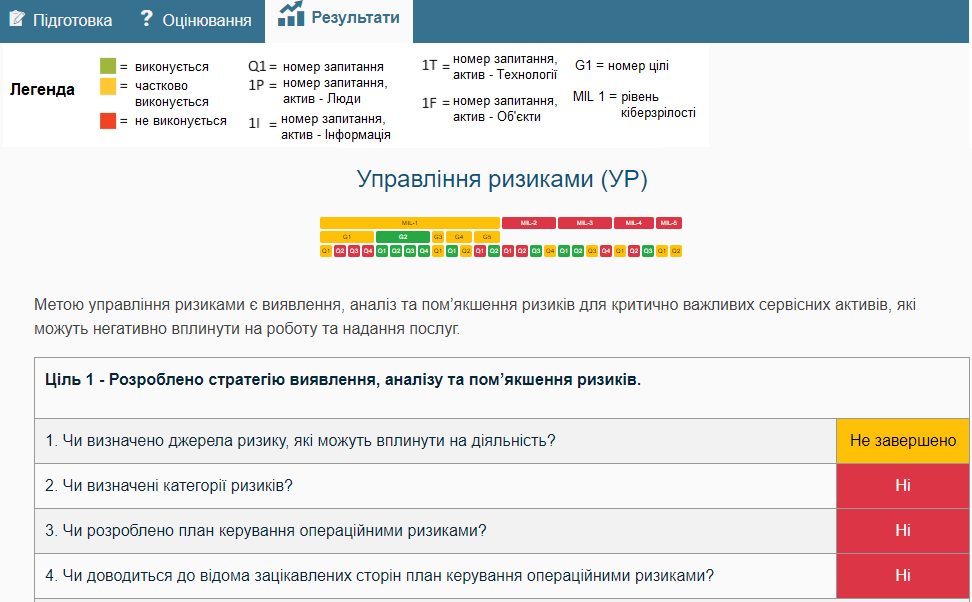 Підготовка
? Оцінювання
Результати
Легенда
= виконується
= частково
виконується
= не виконується
Q1 = номер запитання
1P = номер запитання,
актив - Люди
1I = номер запитання,
актив - Інформація
1T = номер запитання,
актив - Технології
1F = номер запитання,
актив - Об'єкти
G1 = номер цілі
MIL 1 = рівень
кіберзрілості
Управління ризиками (УР)
MIL-1 MIL-2 MIL-3 MIL-4 MIL-5
G1 G2 G3 G4 G5
Q1 Q2 Q3 Q4 Q1 Q2 Q3 Q4 Q1 Q1 Q2 Q1 Q2 Q1 Q2 Q3 Q4 Q1 Q2 Q3 Q4 Q1 Q2 Q3 Q1 Q2
Метою управління ризиками є виявлення, аналіз та пом’якшення ризиків для критично важливих сервісних активів, які
можуть негативно вплинути на роботу та надання послуг.
Ціль 1 - Розроблено стратегію виявлення, аналізу та пом’якшення ризиків.
1. Чи визначено джерела ризику, які можуть вплинути на діяльність? Не завершено
2. Чи визначені категорії ризиків? Ні
3. Чи розроблено план керування операційними ризиками? Ні
4. Чи доводиться до відома зацікавлених сторін план керування операційними ризиками? Ні